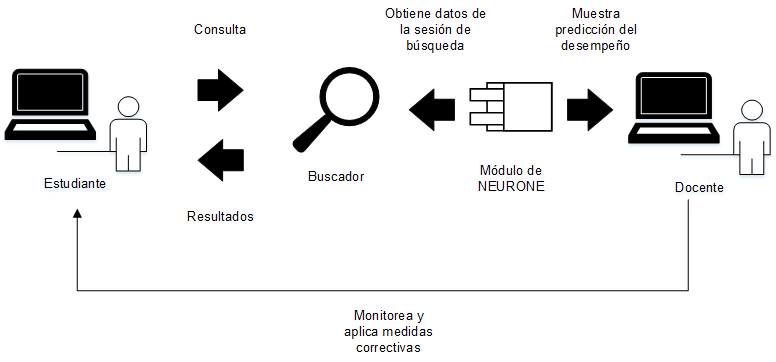 Consulta
Obtiene datos de
la sesión de
búsqueda
Muestra
predicción del
desempeño
Estudiante
Resultados
Buscador
Módulo de
NEURONE
Docente
Monitorea y
aplica medidas
correctivas